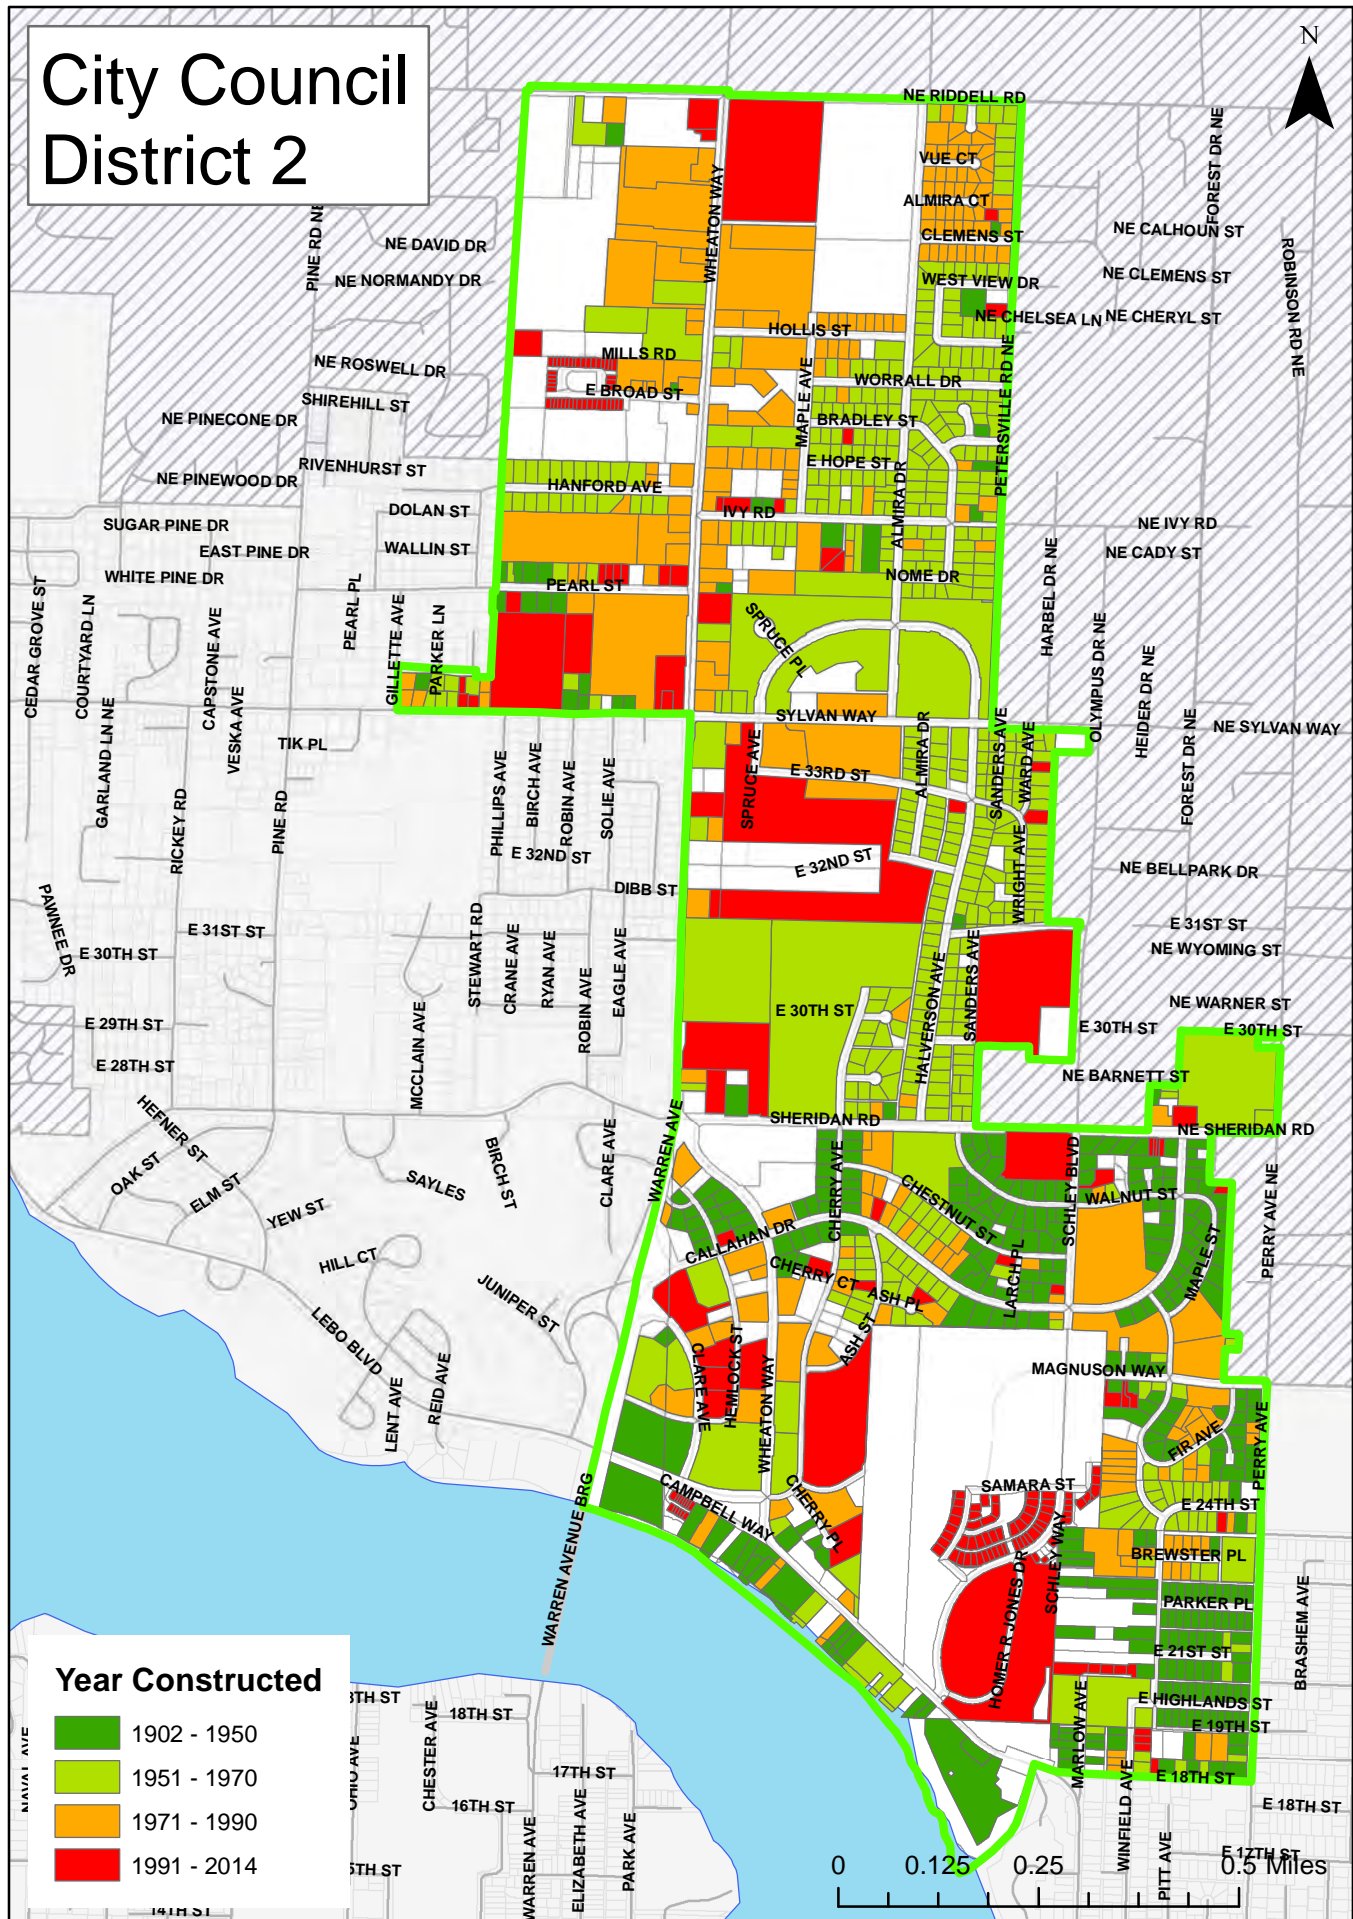 City Council
District 2
N
NE RIDDELL RD
VUE CT
ALMIRA CT
CLEMENS ST
WHEATON WAY
FOREST DR NE
NE CALHOUN ST
PINE RD NE
NE DAVID DR
NE NORMANDY DR
WEST VIEW DR
NE CLEMENS ST
ROBINSON RD NE
NE CHELSEA LN
NE CHERYL ST
HOLLIS ST
MILLS RD
NE ROSWELL DR
E BROAD ST
WORRALL DR
MAPLE AVE
PETERSVILLE RD NE
SHIREHILL ST
NE PINECONE DR
BRADLEY ST
E HOPE ST
RIVENHURST ST
NE PINEWOOD DR
HANFORD AVE
ALMIRA DR
DOLAN ST
IVY RD
NE IVY RD
SUGAR PINE DR
EAST PINE DR
WALLIN ST
NE CADY ST
WHITE PINE DR
PEARL ST
NOME DR
HARBEL DR NE
CEDAR GROVE ST
COURTYARD LN
CAPSTONE AVE
PEARL PL
GILLETTE AVE
PARKER LN
SPRUCE PL
OLYMPUS DR NE
HEIDER DR NE
GARLAND LN NE
VESKA AVE
TIK PL
SYLVAN WAY
FOREST DR NE
NE SYLVAN WAY
SPRUCE AVE
E 33RD ST
ALMIRA DR
SANDERS AVE
WARD AVE
RICKEY RD
PINE RD
PHILLIPS AVE
BIRCH AVE
ROBIN AVE
SOLIE AVE
E 32ND ST
E 32ND ST
DIBB ST
WRIGHT AVE
NE BELLPARK DR
PAWNEE DR
E 31ST ST
E 31ST ST
E 30TH ST
NE WYOMING ST
STEWART RD
CRANE AVE
RYAN AVE
ROBIN AVE
EAGLE AVE
HALVERSON AVE
SANDERS AVE
E 30TH ST
NE WARNER ST
E 29TH ST
E 30TH ST
E 30TH ST
MCCLAIN AVE
E 28TH ST
NE BARNETT ST
HEFNER ST
WARREN AVE
SHERIDAN RD
NE SHERIDAN RD
OAK ST
ELM ST
YEW ST
SAYLES
BIRCH ST
CLARE AVE
CHERRY AVE
CHESTNUT ST
SCHLEY BLVD
WALNUT ST
MAPLE ST
PERRY AVE NE
CALLAHAN DR
HILL CT
CHERRY CT
ASH PL
LARCH PL
JUNIPER ST
LEBO BLVD
ASH ST
CLARE AVE
HEMLOCK ST
WHEATON WAY
MAGNUSON WAY
LENT AVE
REID AVE
FIR AVE
PERRY AVE
SAMARA ST
CAMPBELL WAY
CHERRY PL
E 24TH ST
WARREN AVENUE BRG
BREWSTER PL
SCHLEY WAY
HOMER R JONES DR
PARKER PL
BRASHEM AVE
E 21ST ST
E HIGHLANDS ST
E 19TH ST
MARLOW AVE
E 18TH ST
E 18TH ST
WINFIELD AVE
PITT AVE
E 17TH ST
Year Constructed
1902 - 1950
1951 - 1970
1971 - 1990
1991 - 2014
CHESTER AVE
18TH ST
17TH ST
16TH ST
WARREN AVE
ELIZABETH AVE
PARK AVE
14TH ST
0 0.125 0.25 0.5 Miles